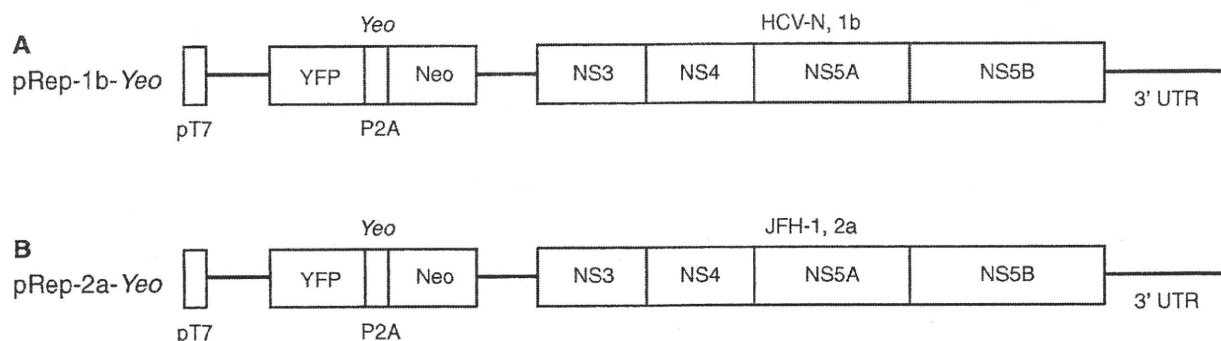 A
pRep-1b-Yeo
Yeo
HCV-N, 1b
YFP
Neo
NS3
NS4
NS5A
NS5B
pT7
P2A
3' UTR
B
pRep-2a-Yeo
Yeo
JFH-1, 2a
YFP
Neo
NS3
NS4
NS5A
NS5B
pT7
P2A
3' UTR